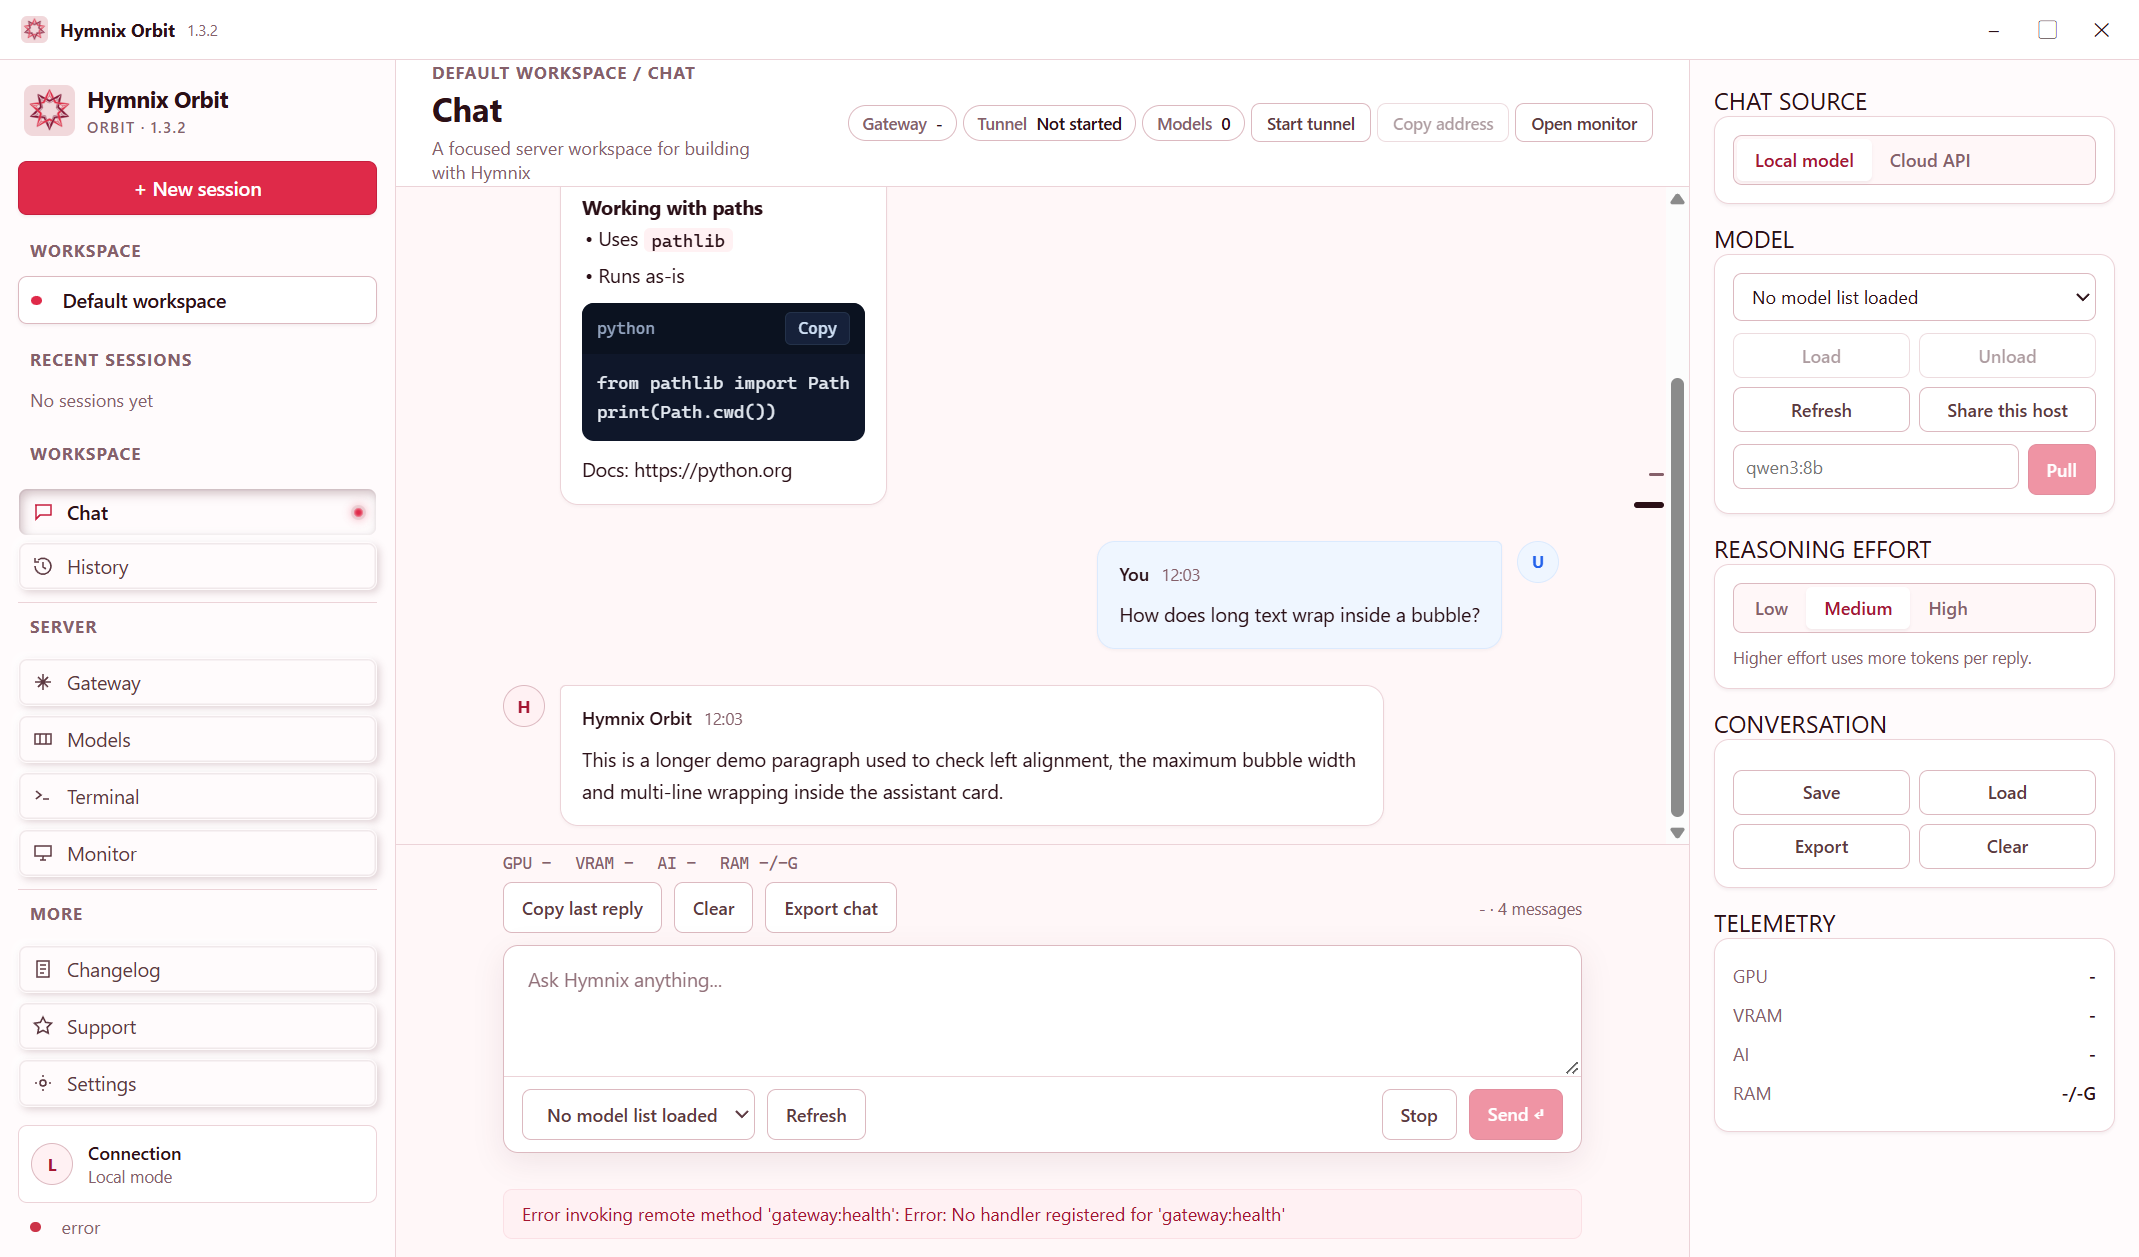 Hymnix Orbit 1.3.2
Hymnix Orbit
ORBIT · 1.3.2
+ New session
WORKSPACE
Default workspace
RECENT SESSIONS
No sessions yet
WORKSPACE
Chat
History
SERVER
Gateway
Models
Terminal
Monitor
MORE
Changelog
Support
Settings
L
Connection
Local mode
error
DEFAULT WORKSPACE / CHAT
Chat
A focused server workspace for building
with Hymnix
Gateway -
Tunnel Not started
Models 0
Start tunnel
Copy address
Open monitor
Working with paths
• Uses pathlib
• Runs as-is
python
Copy
from pathlib import Path
print(Path.cwd())
Docs: https://python.org
You 12:03
U
How does long text wrap inside a bubble?
H
Hymnix Orbit 12:03
This is a longer demo paragraph used to check left alignment, the maximum bubble width
and multi-line wrapping inside the assistant card.
GPU – VRAM – AI – RAM –/–G
Copy last reply
Clear
Export chat
- · 4 messages
Ask Hymnix anything...
No model list loaded
Refresh
Stop
Send ⏎
Error invoking remote method 'gateway:health': Error: No handler registered for 'gateway:health'
CHAT SOURCE
Local model
Cloud API
MODEL
No model list loaded
Load
Unload
Refresh
Share this host
qwen3:8b
Pull
REASONING EFFORT
Low
Medium
High
Higher effort uses more tokens per reply.
CONVERSATION
Save
Load
Export
Clear
TELEMETRY
GPU -
VRAM -
AI -
RAM -/-G